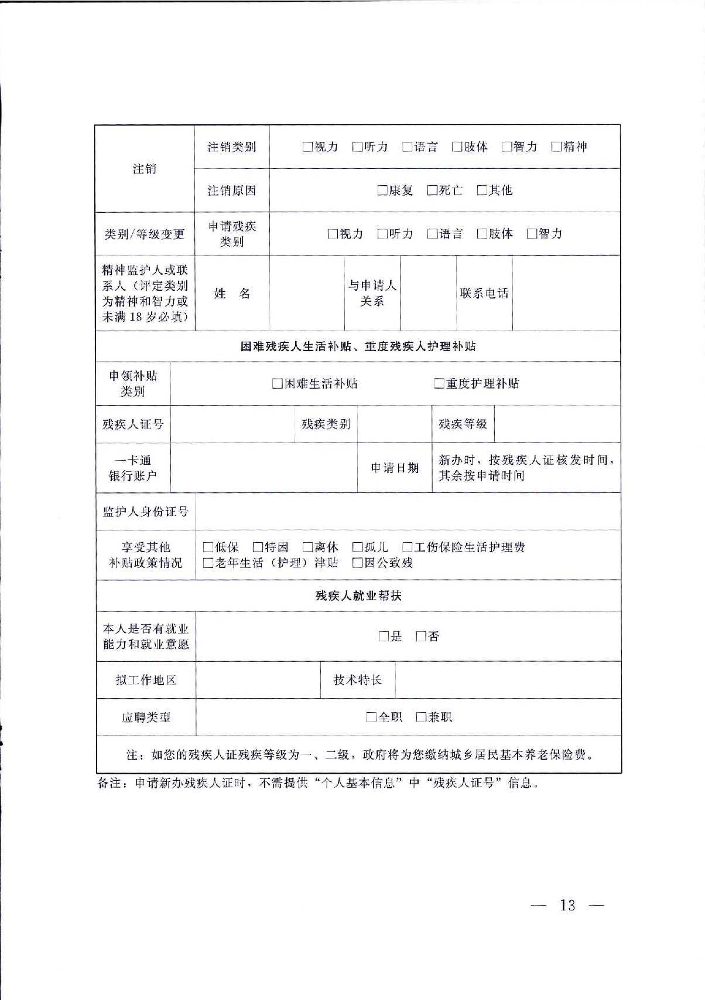 注销
注销类别
□视力 □听力 □语言 □肢体 □智力 □精神
注销原因
□康复 □死亡 □其他
类别/等级变更
申请残疾
类别
□视力 □听力 □语言 □肢体 □智力
精神监护人或联
系人（评定类别
为精神和智力或
未满 18 岁必填）
姓 名
与申请人
关系
联系电话
困难残疾人生活补贴、重度残疾人护理补贴
申领补贴
类别
□困难生活补贴 □重度护理补贴
残疾人证号
残疾类别
残疾等级
一卡通
银行账户
申请日期
新办时，按残疾人证核发时间，
其余按申请时间
监护人身份证号
享受其他
补贴政策情况
□低保 □特困 □离休 □孤儿 □工伤保险生活护理费
□老年生活（护理）津贴 □因公致残
残疾人就业帮扶
本人是否有就业
能力和就业意愿
□是 □否
拟工作地区
技术特长
应聘类型
□全职 □兼职
注：如您的残疾人证残疾等级为一、二级，政府将为您缴纳城乡居民基本养老保险费。
备注：申请新办残疾人证时，不需提供“个人基本信息”中“残疾人证号”信息。
— 13 —